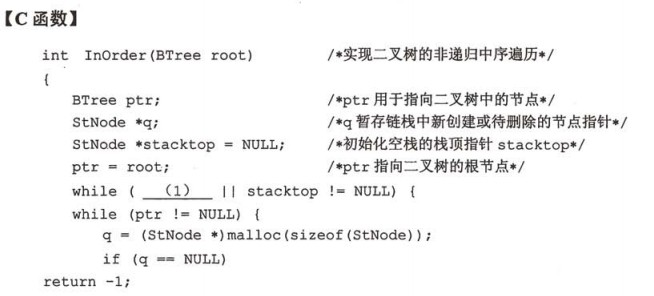 【C 函数】
int InOrder(BTree root) /*实现二叉树的非递归中序遍历*/
{
BTree ptr; /*ptr 用于指向二叉树中的节点*/
StNode *q; /*q 暂存链栈中新创建或待删除的节点指针*/
StNode *stacktop = NULL; /*初始化空栈的栈顶指针 stacktop*/
ptr = root; /*ptr 指向二叉树的根节点*/
while ( (1) || stacktop != NULL) {
while (ptr != NULL) {
q = (StNode *)malloc(sizeof(StNode));
if (q == NULL)
return -1;